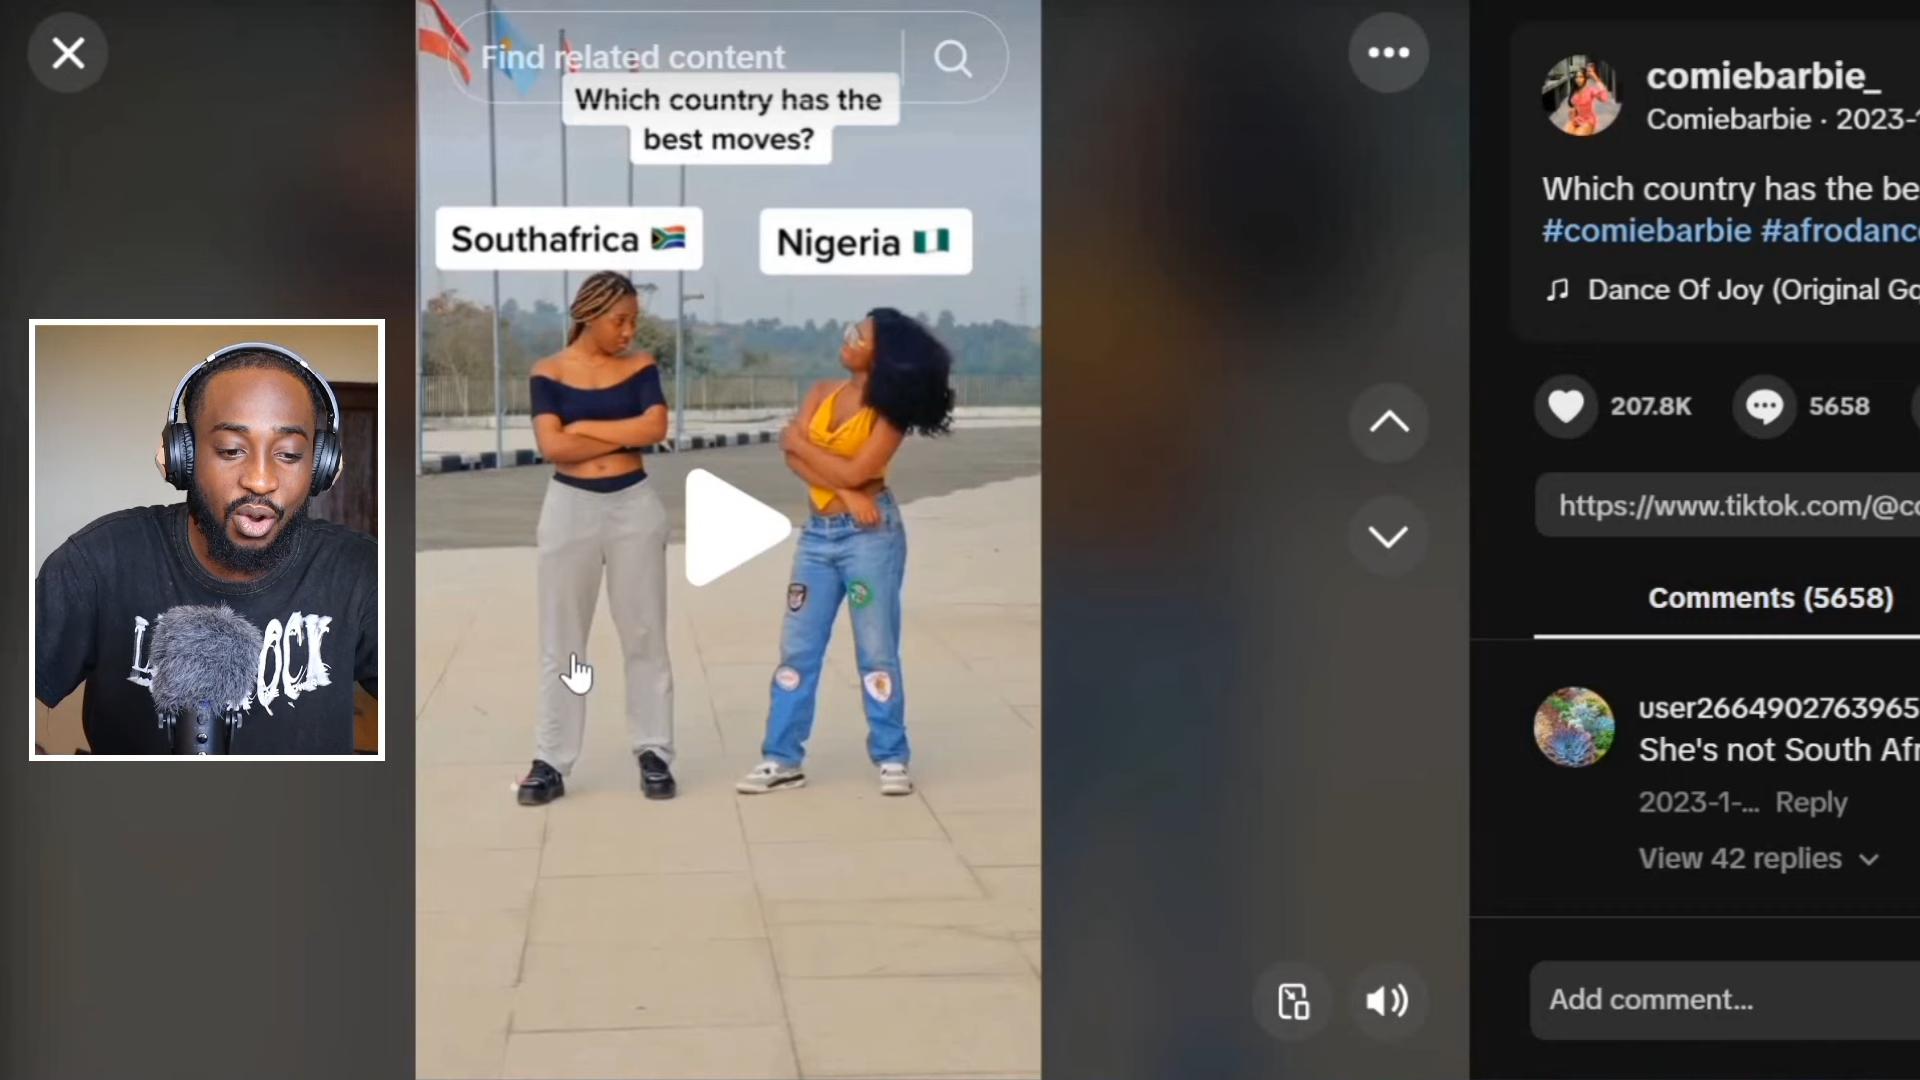 Find related content
Which country has the
best moves?
Southafrica
Nigeria
comiebarbie_
Comiebarbie · 2023-
Which country has the be
#comiebarbie #afrodanc
Dance Of Joy (Original Go
207.8K
5658
https://www.tiktok.com/@co
Comments (5658)
user2664902763965
She's not South Afr
2023-1-... Reply
View 42 replies
Add comment...